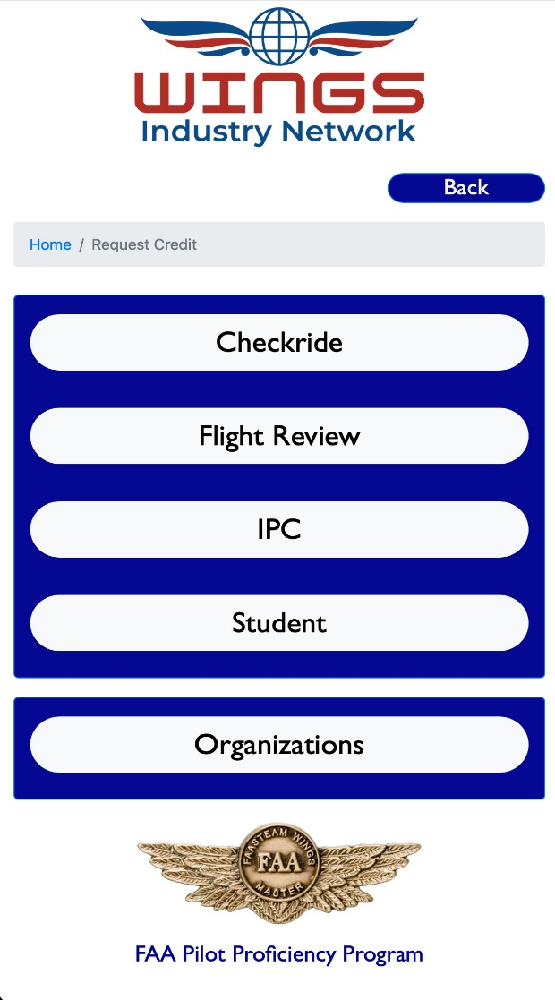 WINGS
Industry Network
Back
Home / Request Credit
Checkride
Flight Review
IPC
Student
Organizations
FAASTEAM WINGS
FAA
MASTER
FAA Pilot Proficiency Program